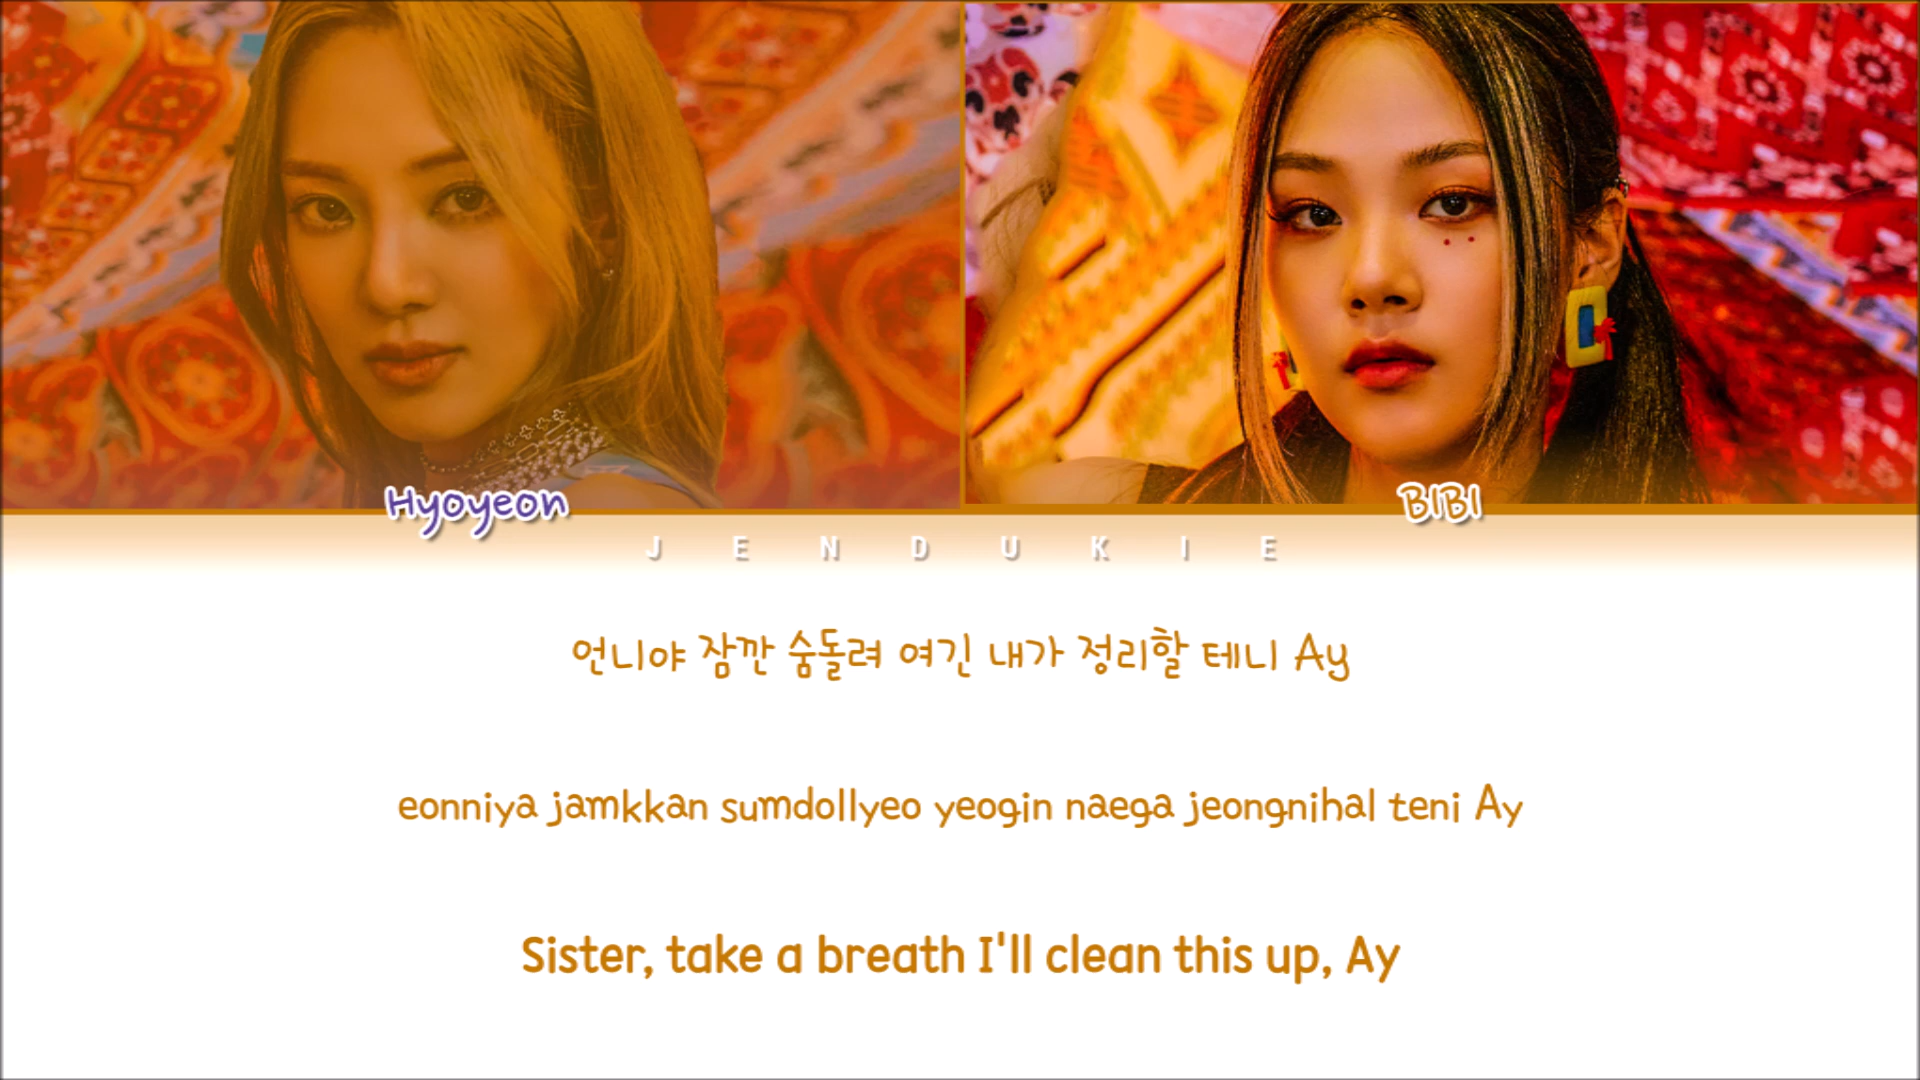 Hyoyeon
BIBI
JENDUKIE
언니야 잠깐 숨돌려 여긴 내가 정리할 테니 Ay
eonniya jamkkan sumdollyeo yeogin naega jeongnihal teni Ay
Sister, take a breath I'll clean this up, Ay